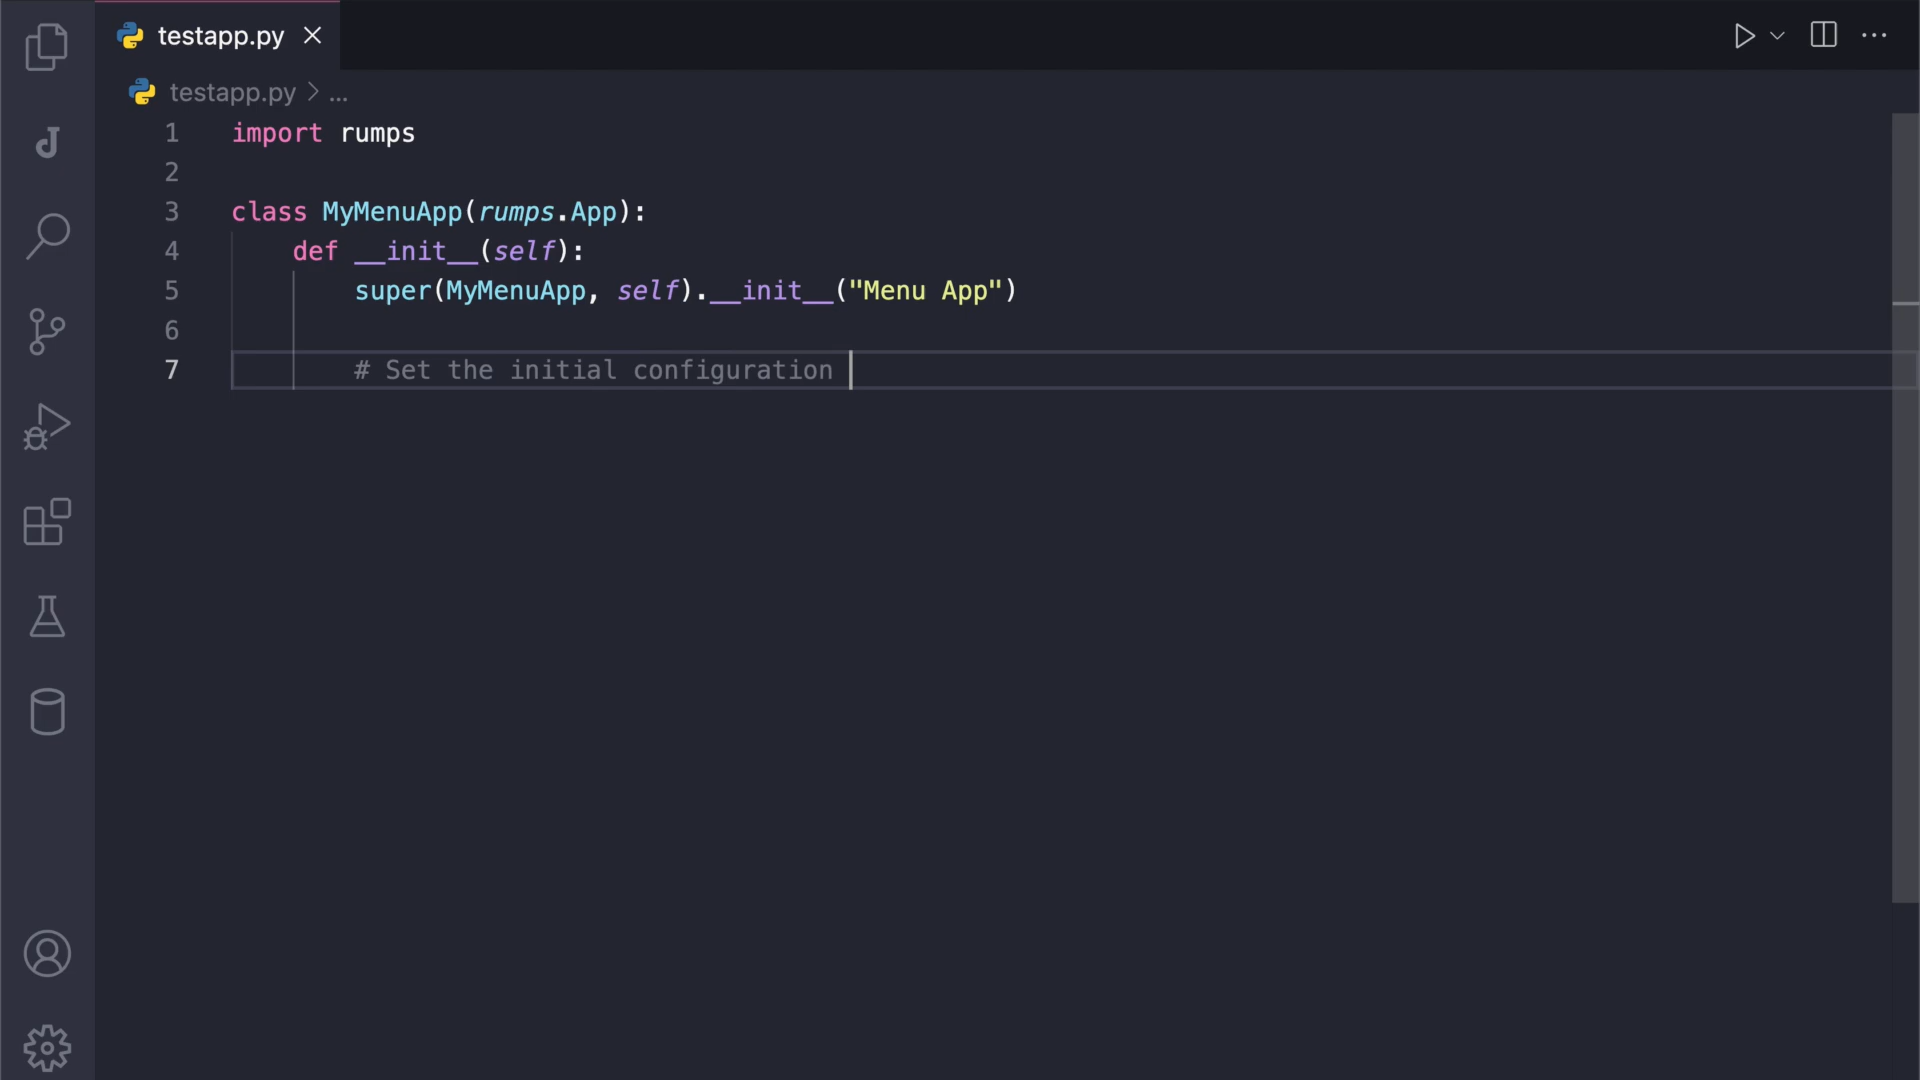 testapp.py
testapp.py > ...
1 import rumps
2
3 class MyMenuApp(rumps.App):
4     def __init__(self):
5         super(MyMenuApp, self).__init__("Menu App")
6
7         # Set the initial configuration